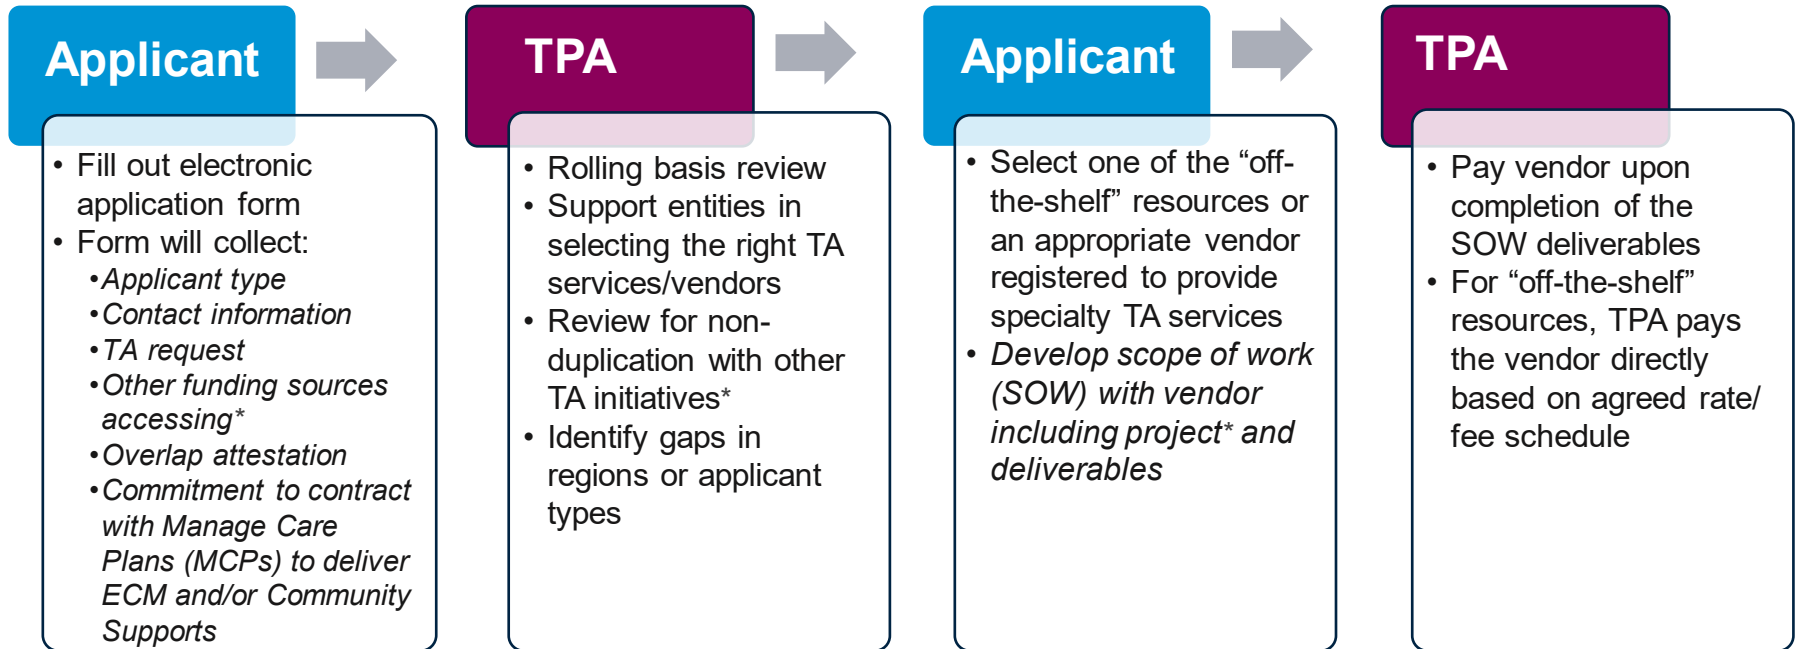 Applicant
• Fill out electronic
application form
• Form will collect:
•Applicant type
•Contact information
•TA request
•Other funding sources
accessing*
•Overlap attestation
•Commitment to contract
with Manage Care
Plans (MCPs) to deliver
ECM and/or Community
Supports
TPA
• Rolling basis review
• Support entities in
selecting the right TA
services/vendors
• Review for non-
duplication with other
TA initiatives*
• Identify gaps in
regions or applicant
types
Applicant
• Select one of the “off-
the-shelf” resources or
an appropriate vendor
registered to provide
specialty TA services
• Develop scope of work
(SOW) with vendor
including project* and
deliverables
TPA
• Pay vendor upon
completion of the
SOW deliverables
• For “off-the-shelf”
resources, TPA pays
the vendor directly
based on agreed rate/
fee schedule